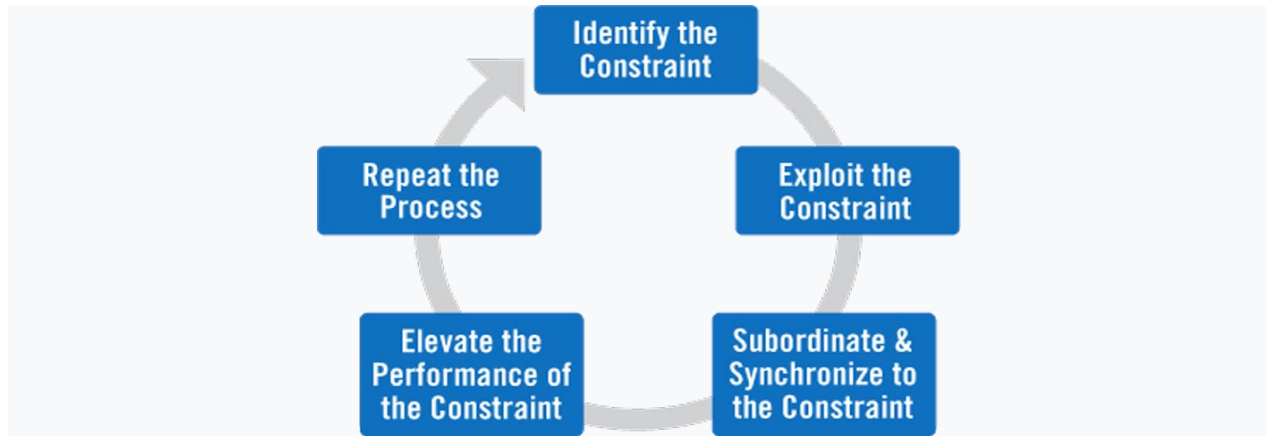 Identify the
Constraint
Exploit the
Constraint
Subordinate &
Synchronize to
the Constraint
Elevate the
Performance of
the Constraint
Repeat the
Process